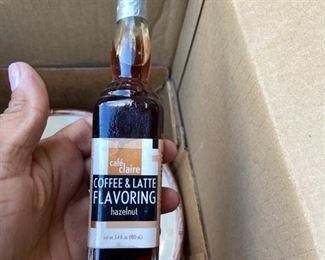 café
claire
COFFEE & LATTE
FLAVORING
hazelnut